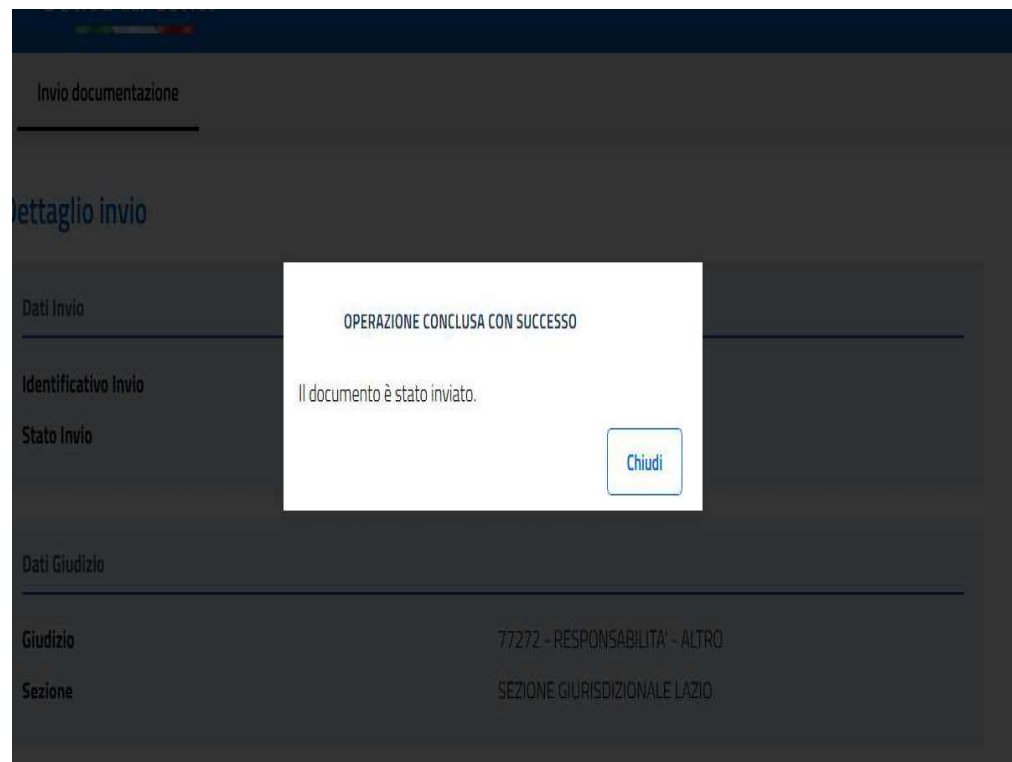 Invio documentazione
ettaglio invio
Dati Invio
OPERAZIONE CONCLUSA CON SUCCESSO
Identificativo Invio
Il documento è stato inviato.
Stato Invio
Chiudi
Dati Giudizio
Giudizio 77272 - RESPONSABILITA' - ALTRO
Sezione SEZIONE GIURISDIZIONALE LAZIO